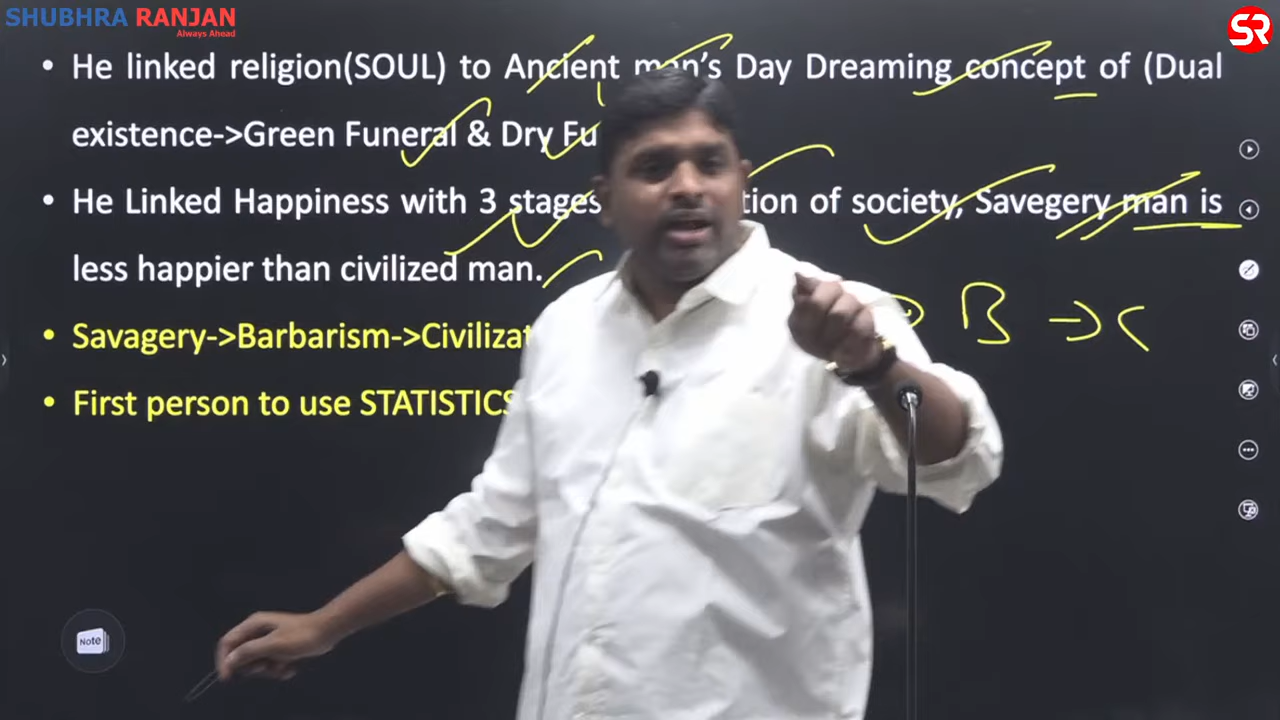 SHUBHRA RANJAN
Always Ahead
SR
• He linked religion(SOUL) to Ancient man's Day Dreaming concept of (Dual
existence->Green Funeral & Dry Fu
• He Linked Happiness with 3 stages tion of society, Savegery man is
less happier than civilized man.
B → C
• Savagery->Barbarism->Civilizat
• First person to use STATISTICS
Note